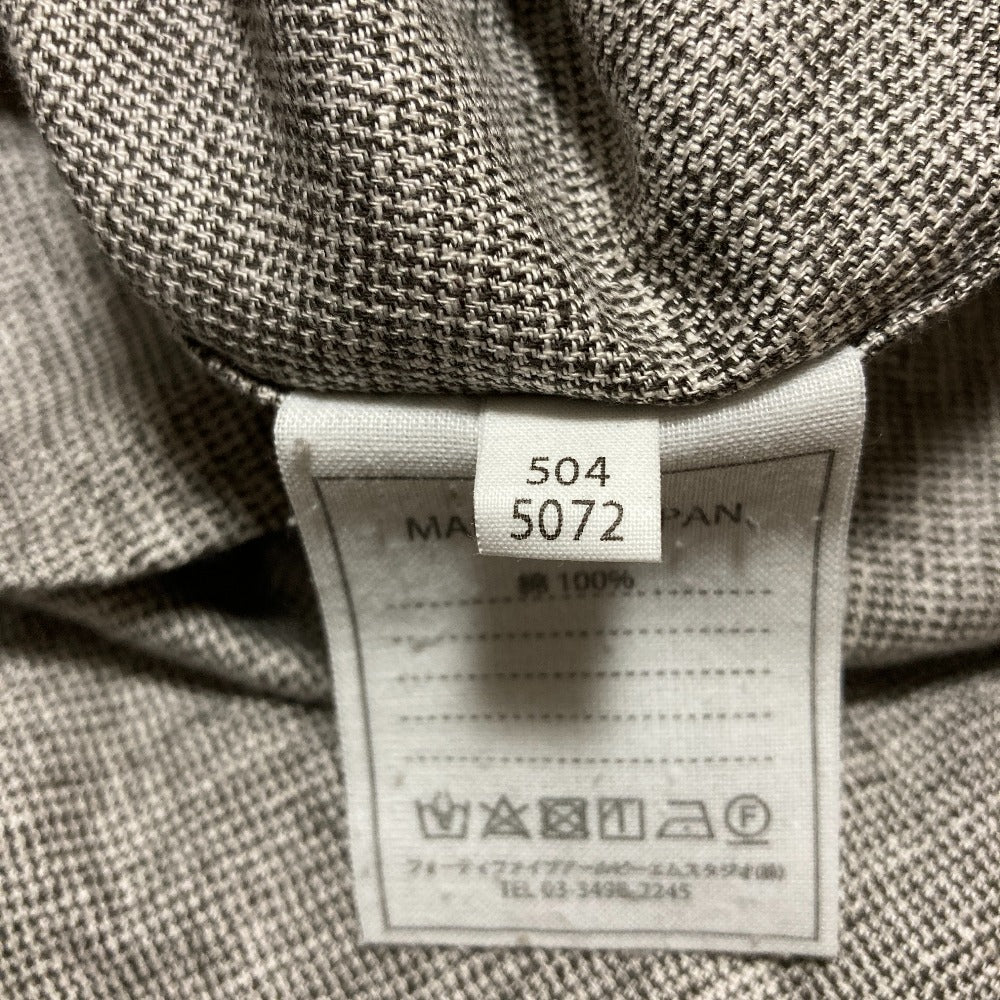 504
5072
MA PAN
綿 100%
F
フォーティファイブアールピーエムスタジオ(株)
TEL 03-3498-2245